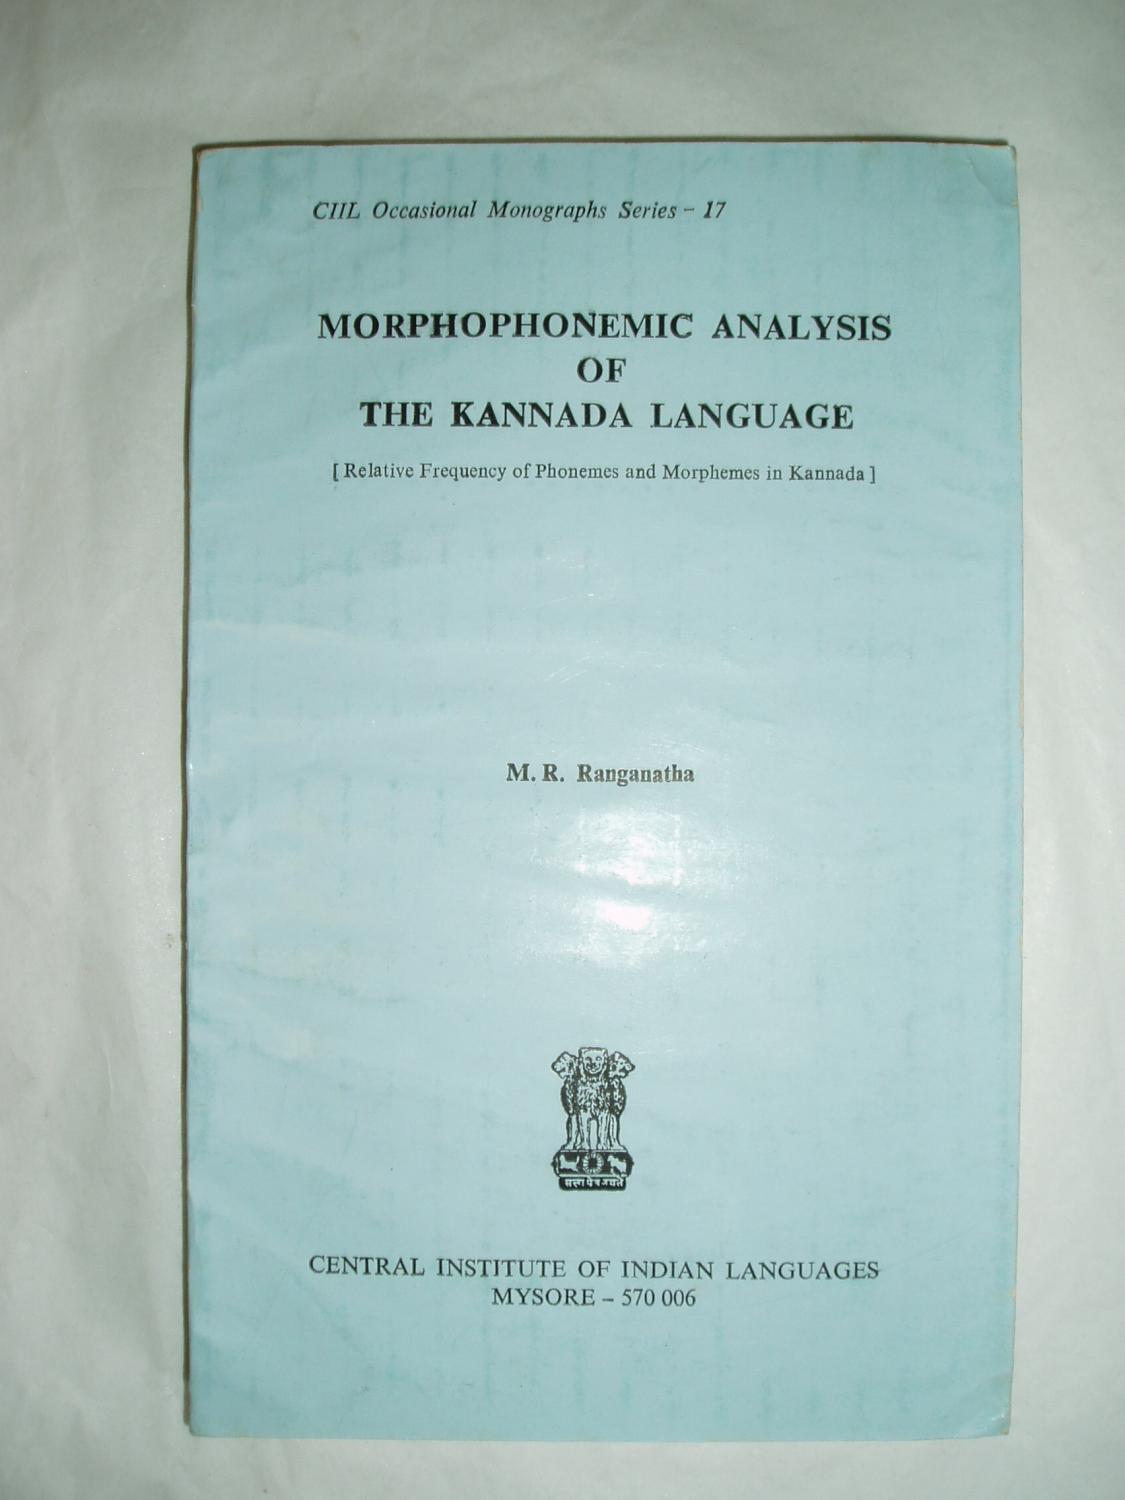 CIIL Occasional Monographs Series - 17
MORPHOPHONEMIC ANALYSIS
OF
THE KANNADA LANGUAGE
[ Relative Frequency of Phonemes and Morphemes in Kannada ]
M. R. Ranganatha
सत्यमेव जयते
CENTRAL INSTITUTE OF INDIAN LANGUAGES
MYSORE – 570 006